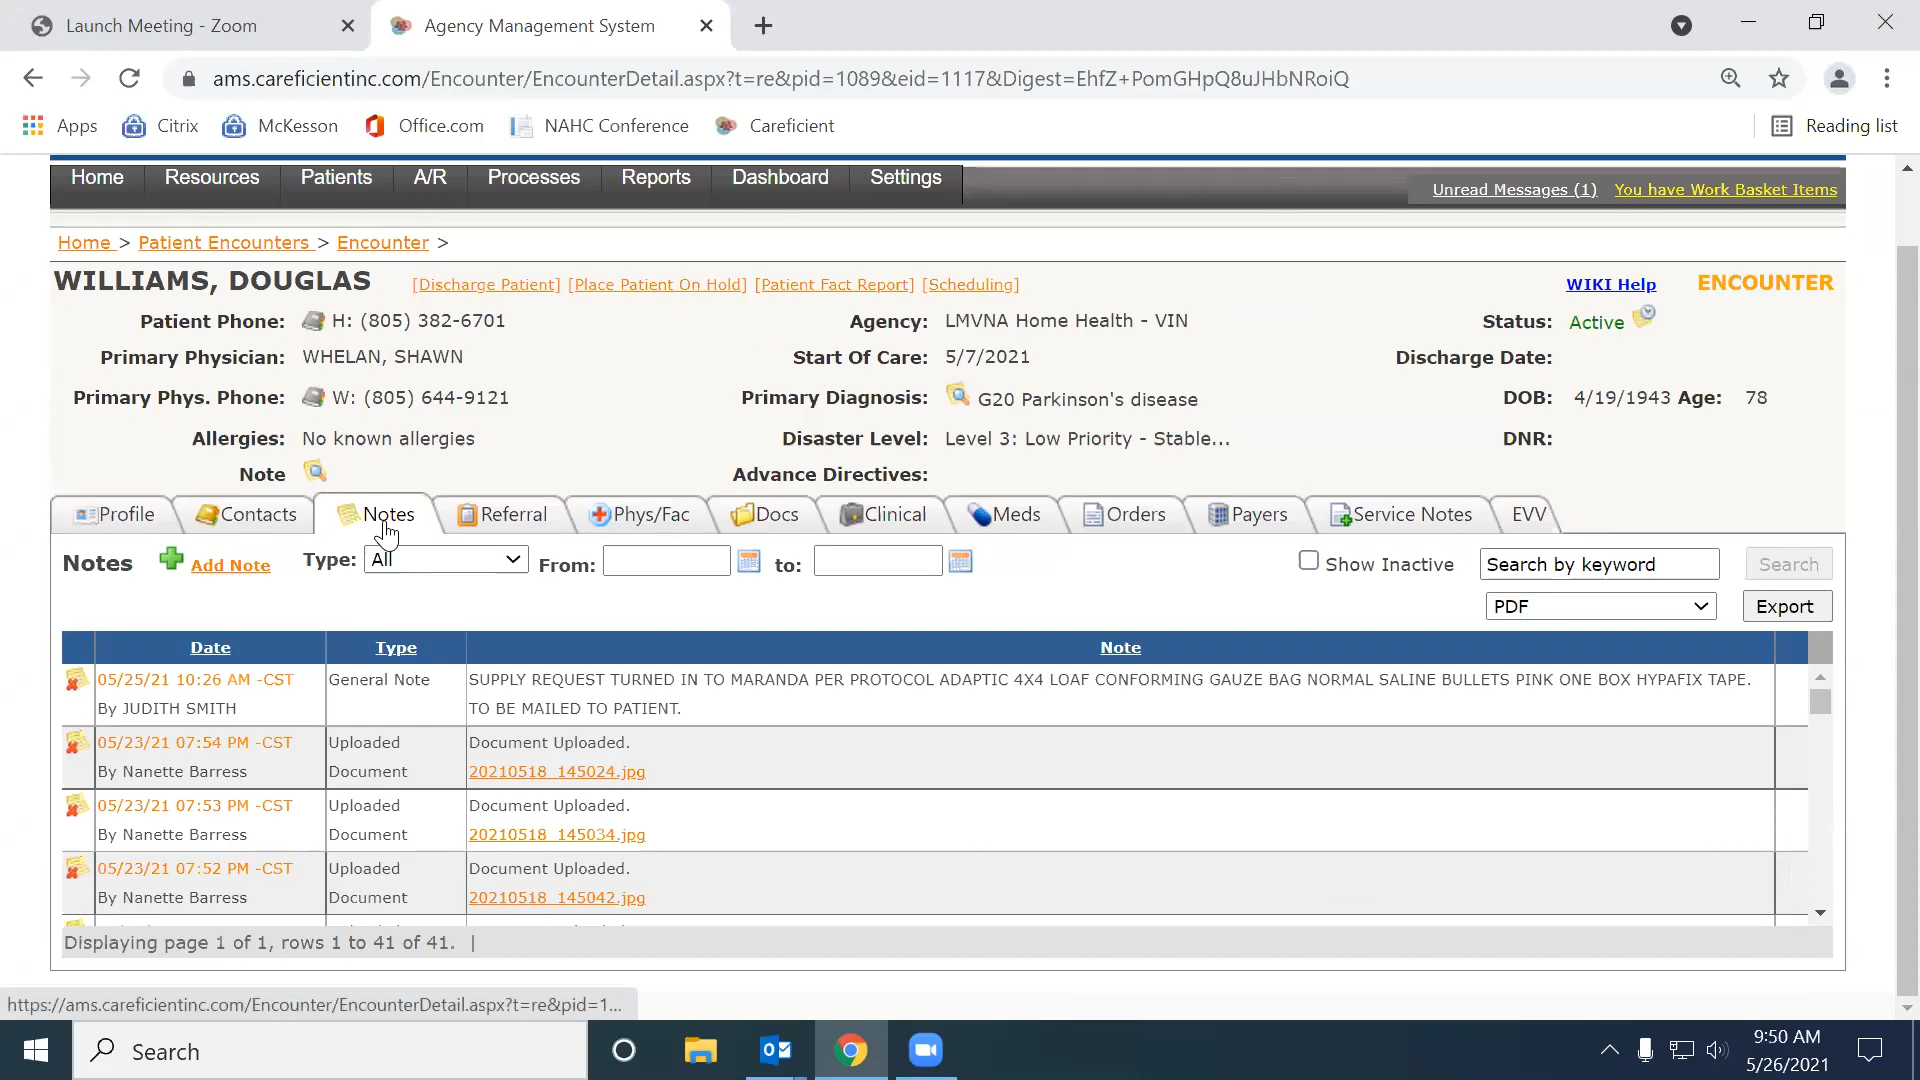 Launch Meeting - Zoom
Agency Management System
ams.careficientinc.com/Encounter/EncounterDetail.aspx?t=re&pid=1089&eid=1117&Digest=EhfZ+PomGHpQ8uJHbNRoiQ
Apps Citrix McKesson Office.com NAHC Conference Careficient Reading list
Home Resources Patients A/R Processes Reports Dashboard Settings
Unread Messages (1) You have Work Basket Items
Home > Patient Encounters > Encounter >
WILLIAMS, DOUGLAS [Discharge Patient] [Place Patient On Hold] [Patient Fact Report] [Scheduling] WIKI Help ENCOUNTER
Patient Phone: H: (805) 382-6701 Agency: LMVNA Home Health - VIN Status: Active
Primary Physician: WHELAN, SHAWN Start Of Care: 5/7/2021 Discharge Date:
Primary Phys. Phone: W: (805) 644-9121 Primary Diagnosis: G20 Parkinson's disease DOB: 4/19/1943 Age: 78
Allergies: No known allergies Disaster Level: Level 3: Low Priority - Stable... DNR:
Note Advance Directives:
Profile Contacts Notes Referral Phys/Fac Docs Clinical Meds Orders Payers Service Notes EVV
Notes Add Note Type: All From: to: Show Inactive Search by keyword Search
PDF Export
Date Type Note
05/25/21 10:26 AM -CST General Note SUPPLY REQUEST TURNED IN TO MARANDA PER PROTOCOL ADAPTIC 4X4 LOAF CONFORMING GAUZE BAG NORMAL SALINE BULLETS PINK ONE BOX HYPAFIX TAPE.
By JUDITH SMITH TO BE MAILED TO PATIENT.
05/23/21 07:54 PM -CST Uploaded Document Uploaded.
By Nanette Barress Document 20210518_145024.jpg
05/23/21 07:53 PM -CST Uploaded Document Uploaded.
By Nanette Barress Document 20210518_145034.jpg
05/23/21 07:52 PM -CST Uploaded Document Uploaded.
By Nanette Barress Document 20210518_145042.jpg
Displaying page 1 of 1, rows 1 to 41 of 41. |
https://ams.careficientinc.com/Encounter/EncounterDetail.aspx?t=re&pid=1...
Search
9:50 AM
5/26/2021